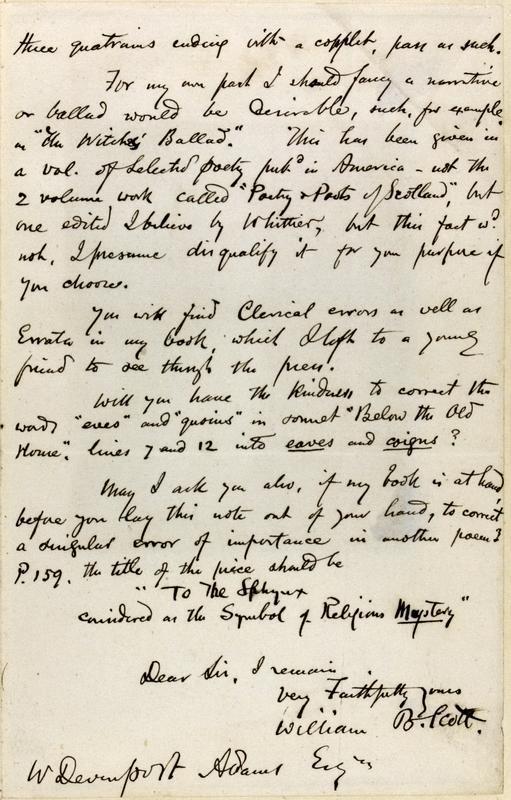 three quatrains ending with a copplet, pass as such.
For my own part I should fancy a narrative
or ballad would be desirable, such, for example
as "The Witches' Ballad". This has been given in
a vol. of Selected Poetry pubd in America - not the
2 volume work called "Poetry & Poets of Scotland", but
one edited I believe by Whittier, but this fact wd
not, I presume disqualify it for your purpose if
you choose.
You will find Clerical errors as well as
Errata in my book, which I left to a young
friend to see through the press.
Will you have the kindness to correct the
words "eves" and "quoins" in sonnet "Below the Old
House", lines 7 and 12 into eaves and coigns?
May I ask you also, if my book is at hand
before you lay this note out of your hand, to correct
a singular error of importance in another poem?
P. 159. the title of the piece should be
"To The Sphynx
considered as the Symbol of Religious Mystery"
Dear Sir, I remain
very Faithfully yours
William B. Scott.
W Devenport Adams Esqre